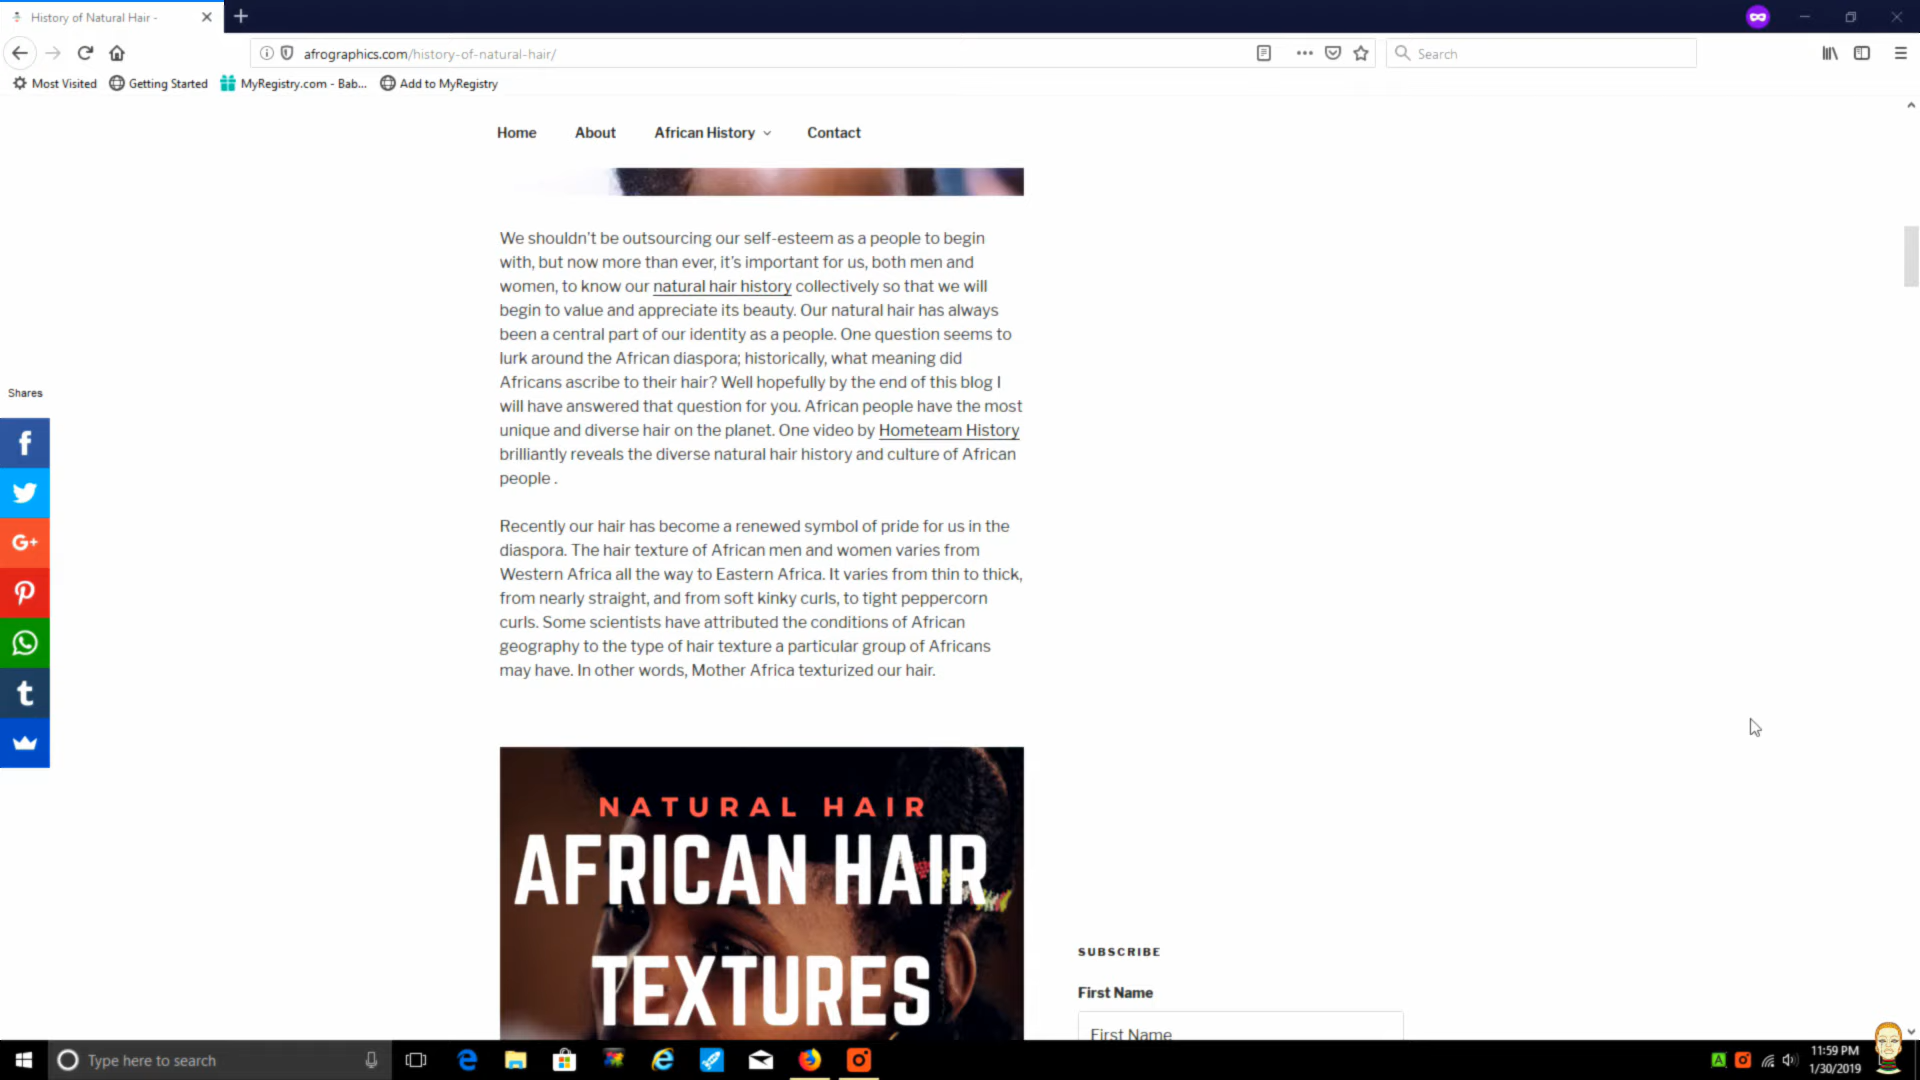 History of Natural Hair -
afrographics.com/history-of-natural-hair/
Search
Most Visited
Getting Started
MyRegistry.com - Bab...
Add to MyRegistry
Home
About
African History
Contact
We shouldn't be outsourcing our self-esteem as a people to begin
with, but now more than ever, it's important for us, both men and
women, to know our natural hair history collectively so that we will
begin to value and appreciate its beauty. Our natural hair has always
been a central part of our identity as a people. One question seems to
lurk around the African diaspora; historically, what meaning did
Africans ascribe to their hair? Well hopefully by the end of this blog I
will have answered that question for you. African people have the most
unique and diverse hair on the planet. One video by Hometeam History
brilliantly reveals the diverse natural hair history and culture of African
people .
Shares
Recently our hair has become a renewed symbol of pride for us in the
diaspora. The hair texture of African men and women varies from
Western Africa all the way to Eastern Africa. It varies from thin to thick,
from nearly straight, and from soft kinky curls, to tight peppercorn
curls. Some scientists have attributed the conditions of African
geography to the type of hair texture a particular group of Africans
may have. In other words, Mother Africa texturized our hair.
NATURAL HAIR
AFRICAN HAIR
TEXTURES
SUBSCRIBE
First Name
First Name
Type here to search
11:59 PM
1/30/2019